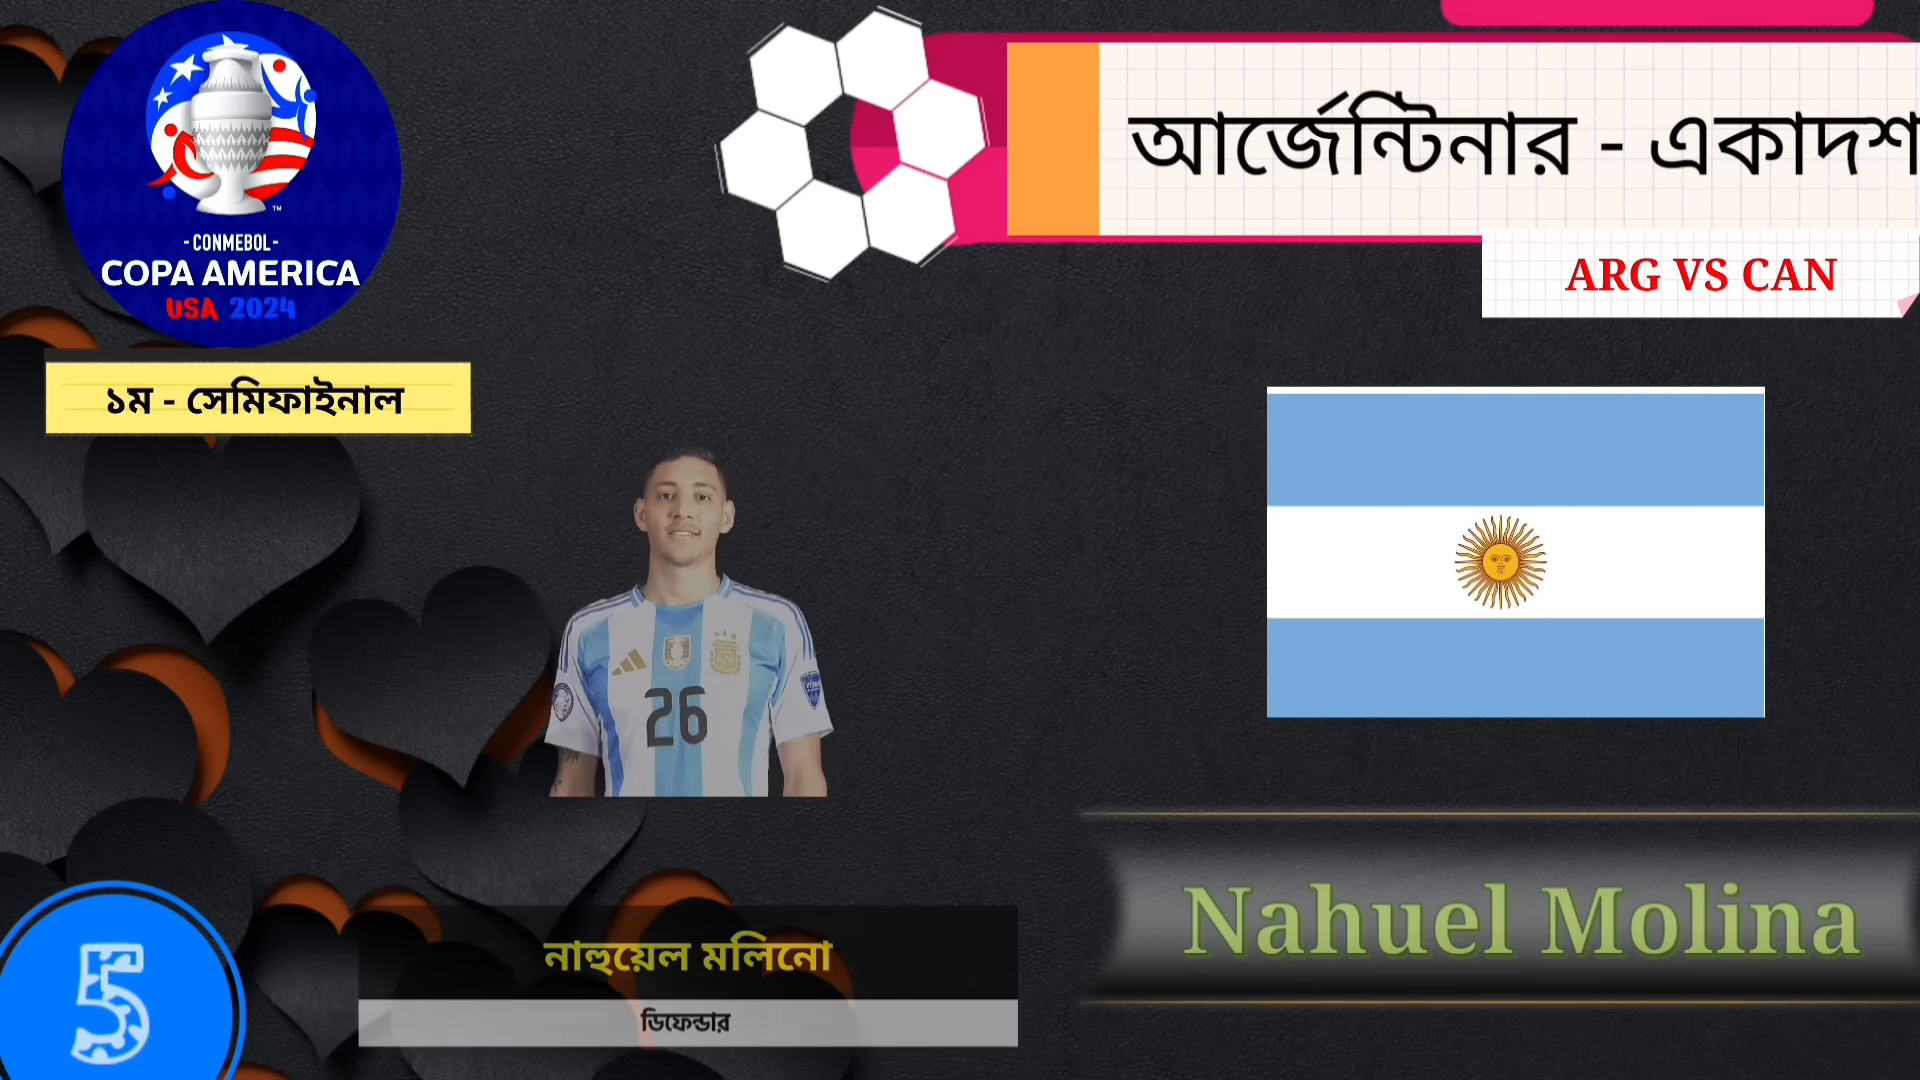 - CONMEBOL -
COPA AMERICA
USA 2024
আর্জেন্টিনার - একাদশ
ARG VS CAN
১ম - সেমিফাইনাল
26
Nahuel Molina
নাহুয়েল মলিনো
ডিফেন্ডার
5